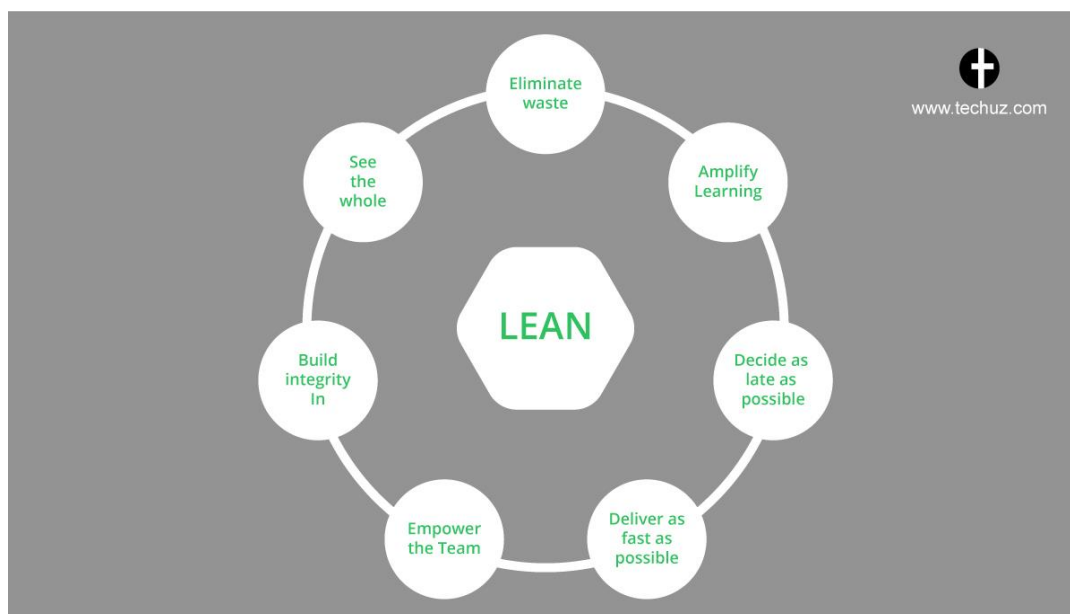 Eliminate
waste
www.techuz.com
Amplify
Learning
Decide as
late as
possible
Deliver as
fast as
possible
Empower
the Team
Build
integrity
In
See
the
whole
LEAN